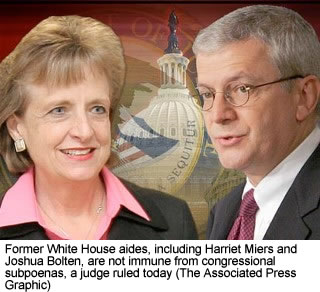 SEQUITUR
Former White House aides, including Harriet Miers and
Joshua Bolten, are not immune from congressional
subpoenas, a judge ruled today (The Associated Press
Graphic)